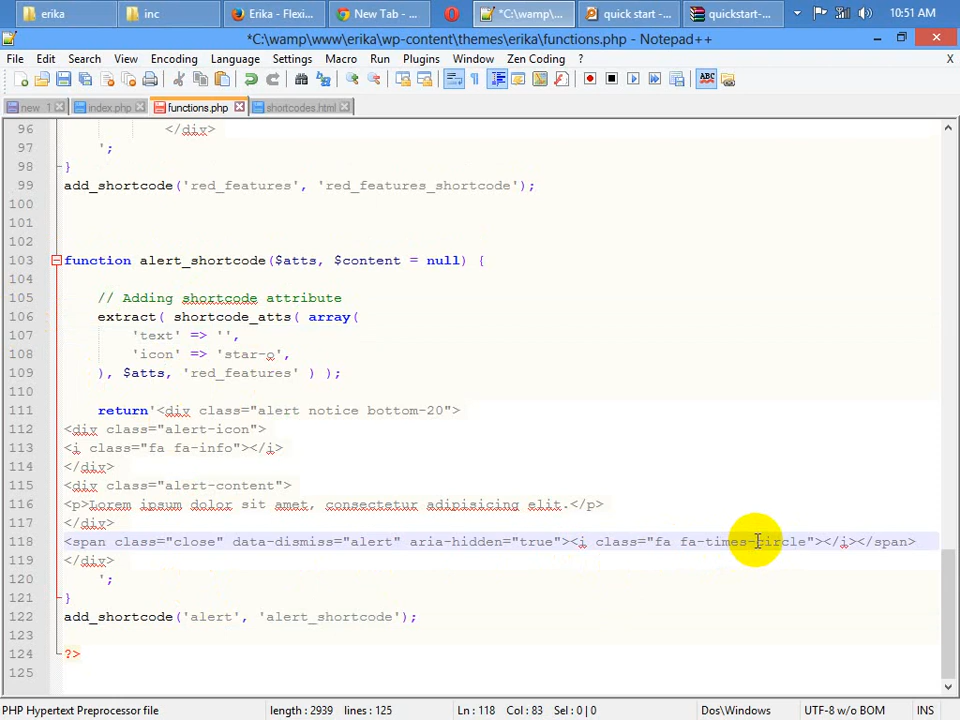 erika
inc
Erika - Flexi...
New Tab - ...
*C:\wamp\...
quick start -...
quickstart-...
10:51 AM
*C:\wamp\www\erika\wp-content\themes\erika\functions.php - Notepad++
File Edit Search View Encoding Language Settings Macro Run Plugins Window Zen Coding ? X
new 1 index.php functions.php shortcodes.html
96 </div>
97 ';
98 }
99 add_shortcode('red_features', 'red_features_shortcode');
100
101
102
103 function alert_shortcode($atts, $content = null) {
104
105 // Adding shortcode attribute
106 extract( shortcode_atts( array(
107 'text' => '',
108 'icon' => 'star-o',
109 ), $atts, 'red_features' ) );
110
111 return'<div class="alert notice bottom-20">
112 <div class="alert-icon">
113 <i class="fa fa-info"></i>
114 </div>
115 <div class="alert-content">
116 <p>Lorem ipsum dolor sit amet, consectetur adipisicing elit.</p>
117 </div>
118 <span class="close" data-dismiss="alert" aria-hidden="true"><i class="fa fa-times-circle"></i></span>
119 </div>
120 ';
121 }
122 add_shortcode('alert', 'alert_shortcode');
123
124 ?>
125
PHP Hypertext Preprocessor file length : 2939 lines : 125 Ln : 118 Col : 83 Sel : 0 | 0 Dos\Windows UTF-8 w/o BOM INS